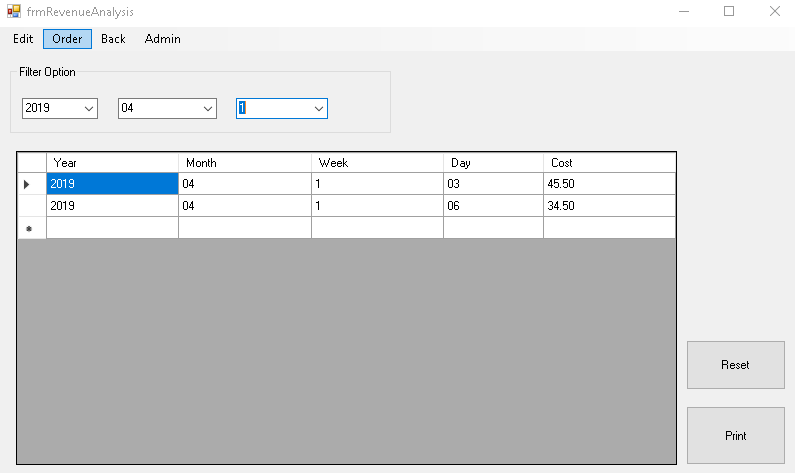 frmRevenueAnalysis
Edit Order Back Admin
Filter Option
2019 04 1
Year Month Week Day Cost
2019 04 1 03 45.50
2019 04 1 06 34.50
Reset
Print